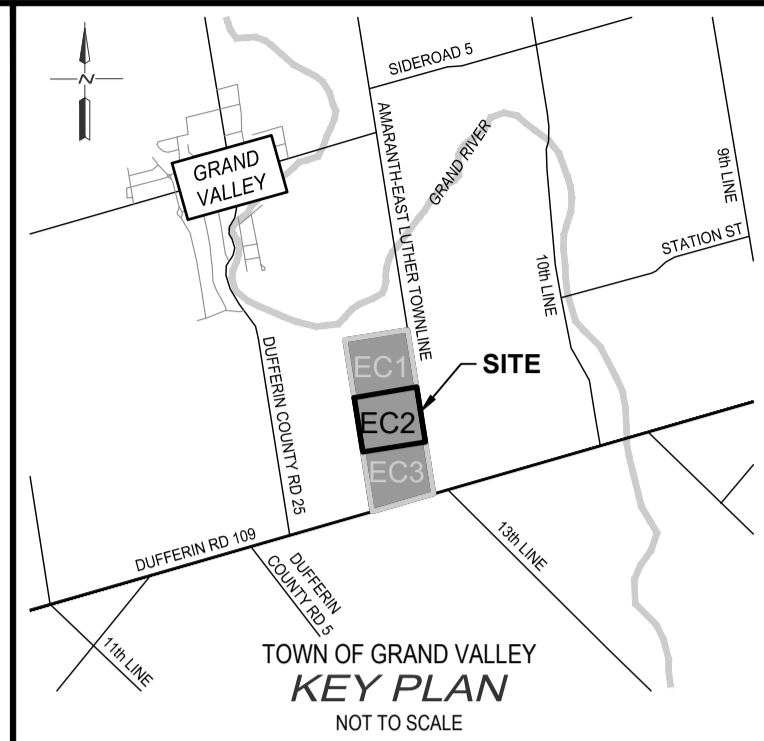 N
SIDEROAD 5
AMARANTH-EAST LUTHER TOWNLINE
GRAND RIVER
9th LINE
GRAND
VALLEY
STATION ST
10th LINE
DUFFERIN COUNTY RD 25
EC1
SITE
EC2
EC3
DUFFERIN RD 109
13th LINE
DUFFERIN
COUNTY RD 5
11th LINE
TOWN OF GRAND VALLEY
KEY PLAN
NOT TO SCALE